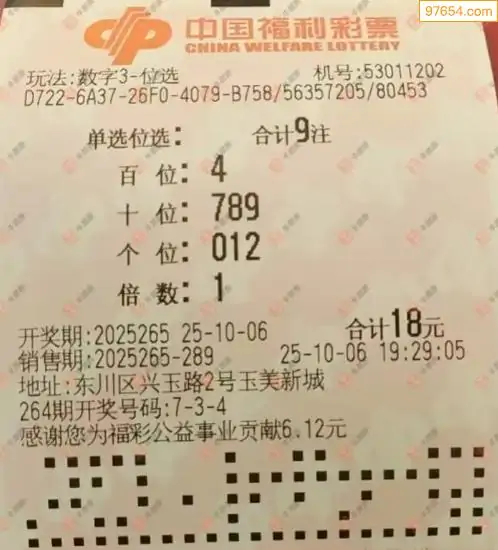 97654.com
中国福利彩票
CHINA WELFARE LOTTERY
玩法:数字3-位选 机号:53011202
D722-6A37-26F0-4079-B758/56357205/80453
单选位选: 合计9注
百 位: 4
十 位: 789
个 位: 012
倍 数: 1
开奖期:2025265 25-10-06 合计18元
销售期:2025265-289 25-10-06 19:29:05
地址:东川区兴玉路2号玉美新城
264期开奖号码:7-3-4
感谢您为福彩公益事业贡献6.12元